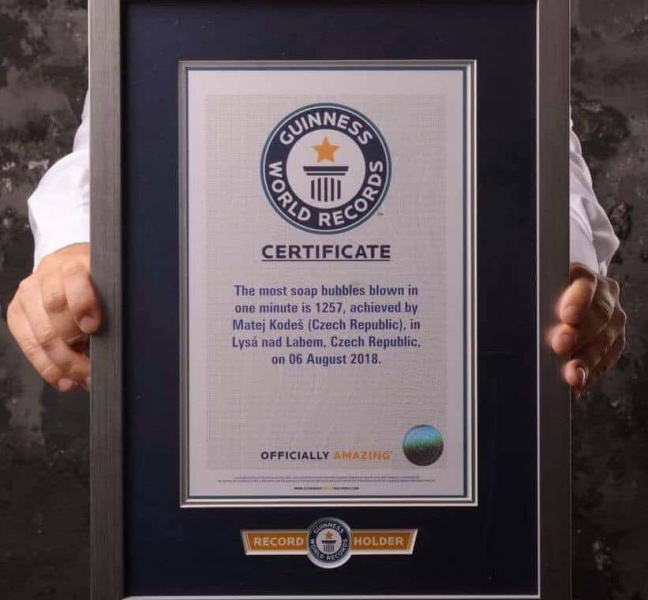 GUINNESS
WORLD RECORDS
CERTIFICATE
The most soap bubbles blown in
one minute is 1257, achieved by
Matej Kodeš (Czech Republic), in
Lysá nad Labem, Czech Republic,
on 06 August 2018.
OFFICIALLY AMAZING
RECORD
GUINNESS
WORLD RECORDS
HOLDER